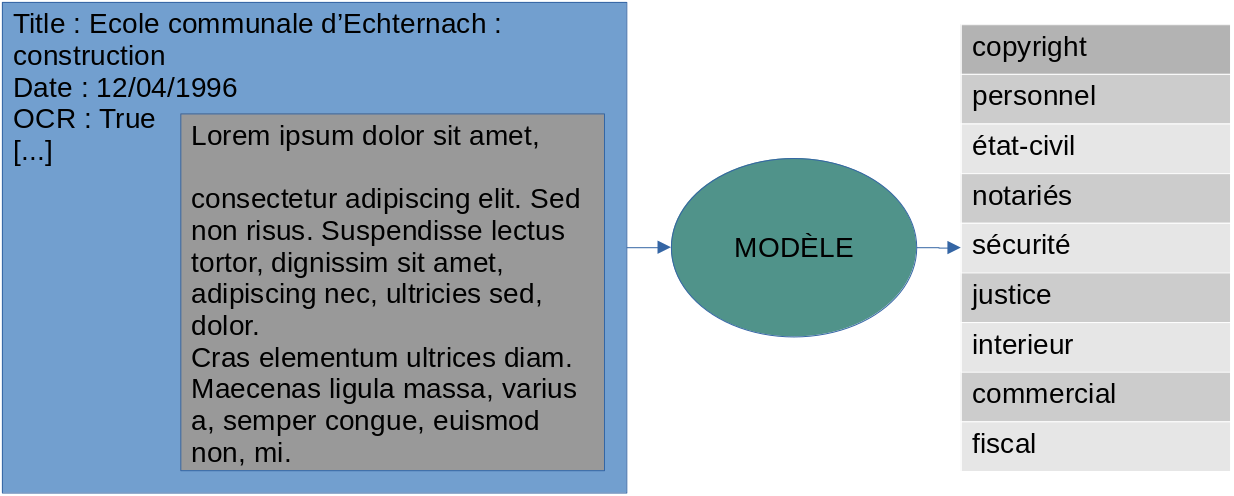 Title : Ecole communale d’Echternach :
construction
Date : 12/04/1996
OCR : True
[...]
Lorem ipsum dolor sit amet,
consectetur adipiscing elit. Sed
non risus. Suspendisse lectus
tortor, dignissim sit amet,
adipiscing nec, ultricies sed,
dolor.
Cras elementum ultrices diam.
Maecenas ligula massa, varius
a, semper congue, euismod
non, mi.
MODÈLE
copyright
personnel
état-civil
notariés
sécurité
justice
interieur
commercial
fiscal